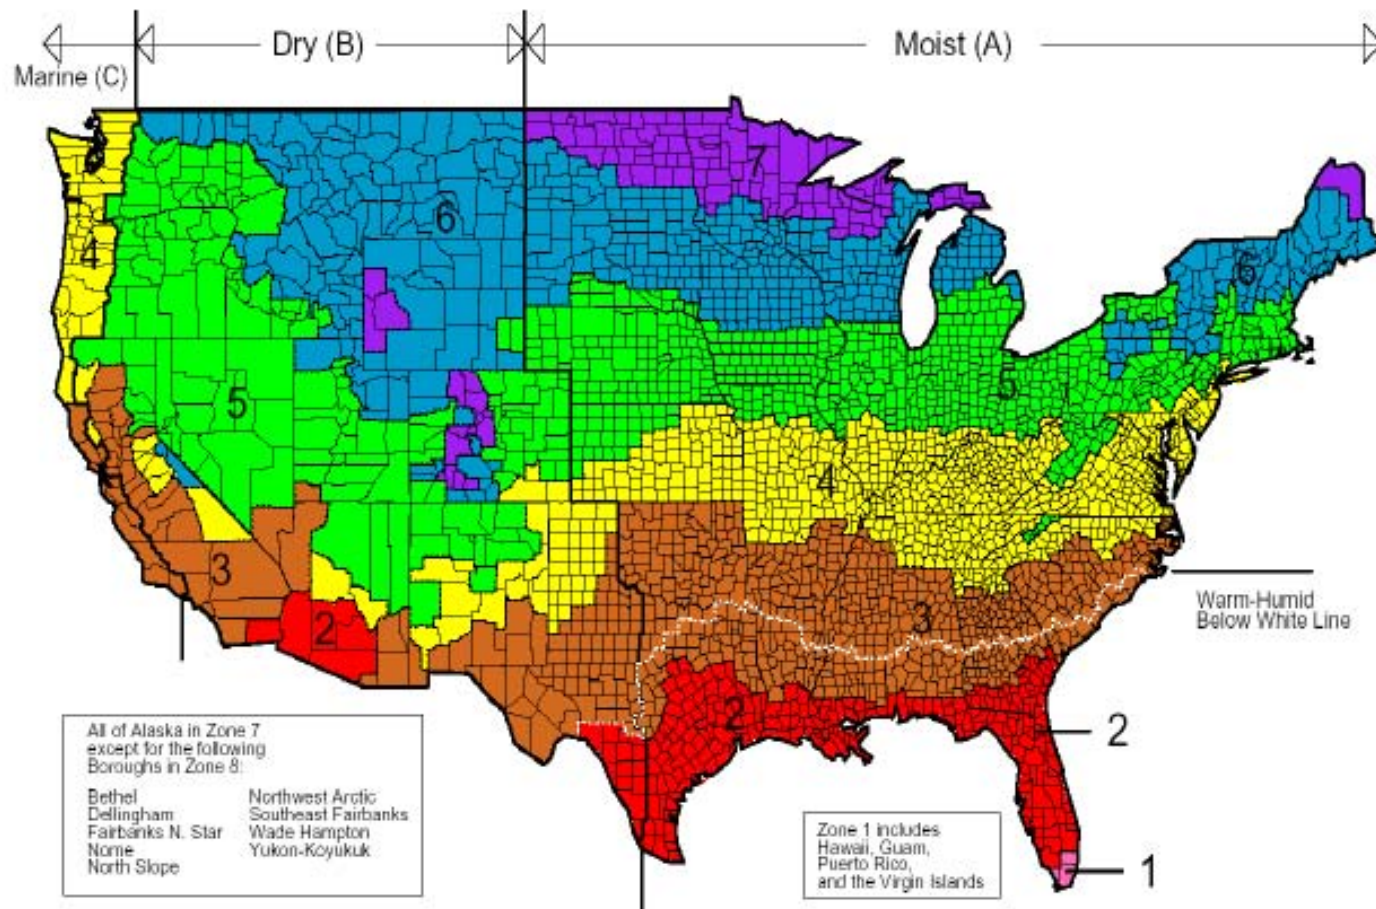 Dry (B)
Moist (A)
Marine (C)
7
6
4
6
5
5
4
3
3
2
2
Warm-Humid
Below White Line
2
1
All of Alaska in Zone 7
except for the following
Boroughs in Zone 8:
Bethel Northwest Arctic
Dellingham Southeast Fairbanks
Fairbanks N. Star Wade Hampton
Nome Yukon-Koyukuk
North Slope
Zone 1 includes
Hawaii, Guam,
Puerto Rico,
and the Virgin Islands